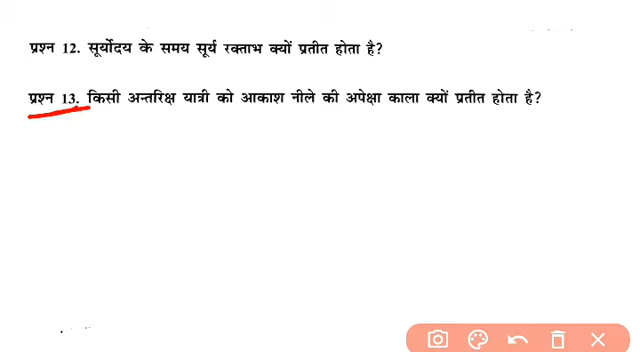 प्रश्न 12. सूर्योदय के समय सूर्य रक्ताभ क्यों प्रतीत होता है?
प्रश्न 13. किसी अन्तरिक्ष यात्री को आकाश नीले की अपेक्षा काला क्यों प्रतीत होता है?